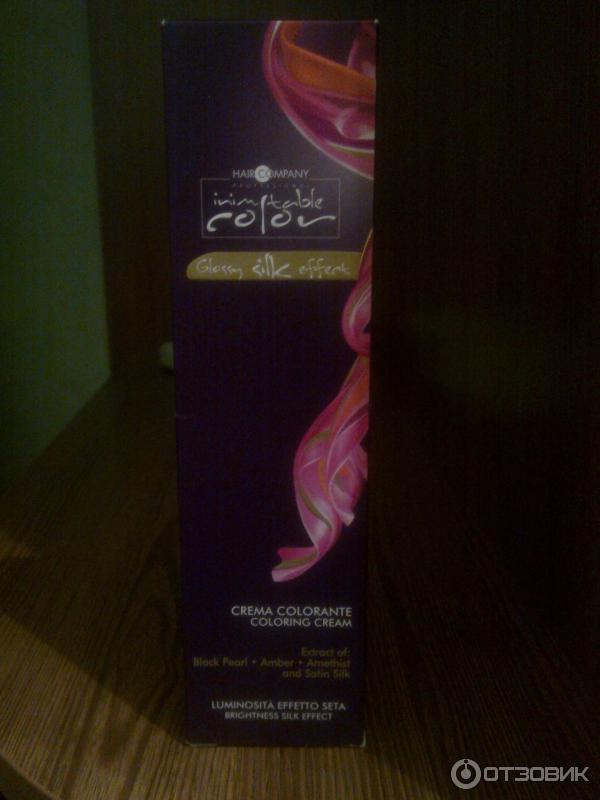 HAIR COMPANY
PROFESSIONAL
inimitable
color
Glossy silk effect
CREMA COLORANTE
COLORING CREAM
Extract of:
Black Pearl • Amber • Amethist
and Satin Silk
LUMINOSITÀ EFFETTO SETA
BRIGHTNESS SILK EFFECT
ОТЗОВИК